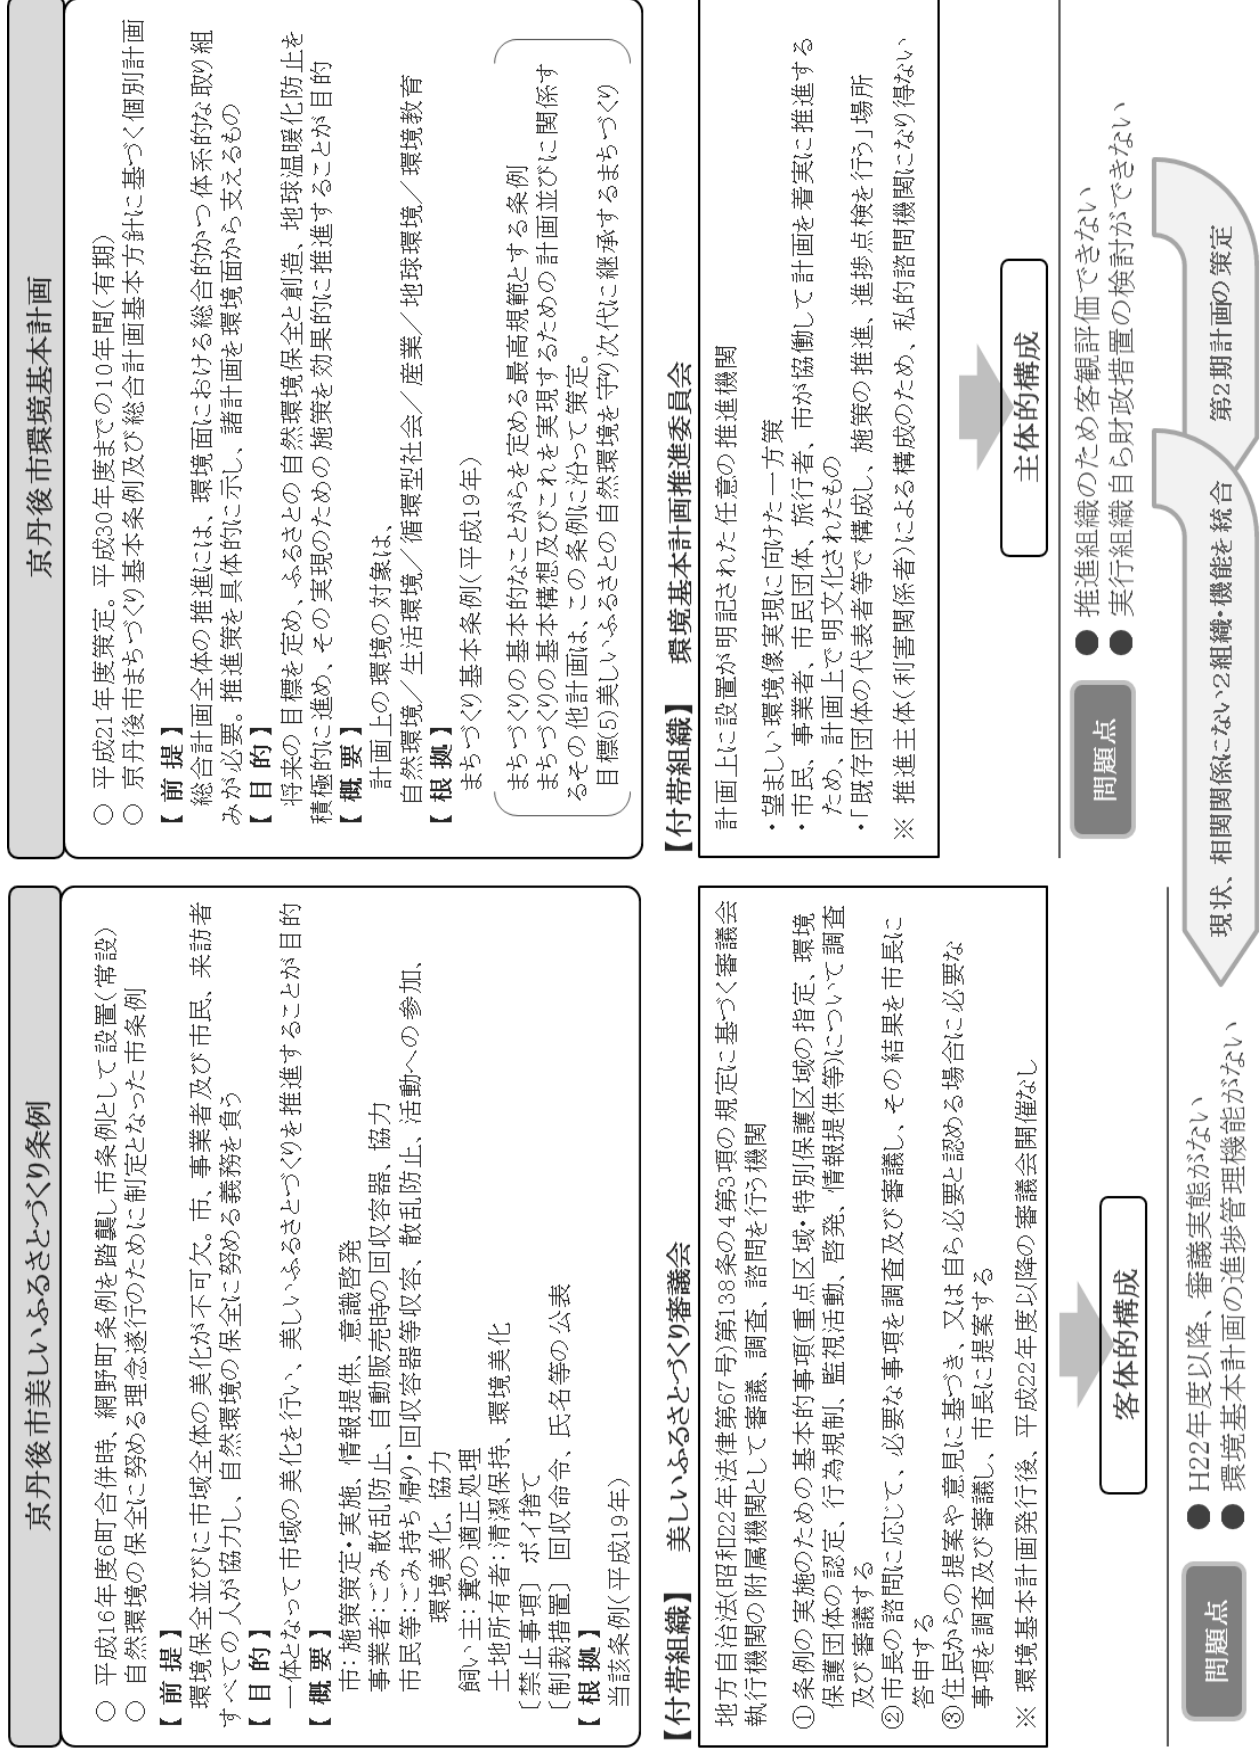 京丹後市美しいふるさとづくり条例
○ 平成16年度6町合併時、網野町条例を踏襲し市条例として設置(常設)
○ 自然環境の保全に努める理念遂行のために制定となった市条例
【 前 提 】
環境保全並びに市域全体の美化が不可欠。市、事業者及び市民、来訪者
すべての人が協力し、自然環境の保全に努める義務を負う
【 目 的 】
一体となって市域の美化を行い、美しいふるさとづくりを推進することが目的
【 概 要 】
市：施策策定・実施、情報提供、意識啓発
事業者：ごみ散乱防止、自動販売時の回収容器、協力
市民等：ごみ持ち帰り・回収容器等収容、散乱防止、活動への参加、
環境美化、協力
飼い主：糞の適正処理
土地所有者：清潔保持、環境美化
〔禁止事項〕 ポイ捨て
〔制裁措置〕 回収命令、氏名等の公表
【 根 拠 】
当該条例(平成19年)
【付帯組織】 美しいふるさとづくり審議会
地方自治法(昭和22年法律第67号)第138条の4第3項の規定に基づく審議会
執行機関の附属機関として審議、調査、諮問を行う機関
①条例の実施のための基本的事項(重点区域・特別保護区域の指定、環境
保護団体の認定、行為規制、監視活動、啓発、情報提供等)について調査
及び審議する
②市長の諮問に応じて、必要な事項を調査及び審議し、その結果を市長に
答申する
③住民からの提案や意見に基づき、又は自ら必要と認める場合に必要な
事項を調査及び審議し、市長に提案する
※ 環境基本計画発行後、平成22年度以降の審議会開催なし
客体的構成
問題点
● H22年度以降、審議実態がない
● 環境基本計画の進捗管理機能がない
京丹後市環境基本計画
○ 平成21年度策定。平成30年度までの10年間(有期)
○ 京丹後市まちづくり基本条例及び総合計画基本方針に基づく個別計画
【 前 提 】
総合計画全体の推進には、環境面における総合的かつ体系的な取り組
みが必要。推進策を具体的に示し、諸計画を環境面から支えるもの
【 目 的 】
将来の目標を定め、ふるさとの自然環境保全と創造、地球温暖化防止を
積極的に進め、その実現のための施策を効果的に推進することが目的
【 概 要 】
計画上の環境の対象は、
自然環境／生活環境／循環型社会／産業／地球環境／環境教育
【 根 拠 】
まちづくり基本条例(平成19年)
まちづくりの基本的なことがらを定める最高規範とする条例
まちづくりの基本構想及びこれを実現するための計画並びに関係す
るその他計画は、この条例に沿って策定。
目標(5)美しいふるさとの自然環境を守り次代に継承するまちづくり
【付帯組織】 環境基本計画推進委員会
計画上に設置が明記された任意の推進機関
・望ましい環境像実現に向けた一方策
・市民、事業者、市民団体、旅行者、市が協働して計画を着実に推進する
ため、計画上で明文化されたもの
・「既存団体の代表者等で構成し、施策の推進、進捗点検を行う」場所
※ 推進主体(利害関係者)による構成のため、私的諮問機関になり得ない
主体的構成
問題点
● 推進組織のため客観評価できない
● 実行組織自ら財政措置の検討ができない
現状、相関関係にない2組織・機能を統合
第2期計画の策定